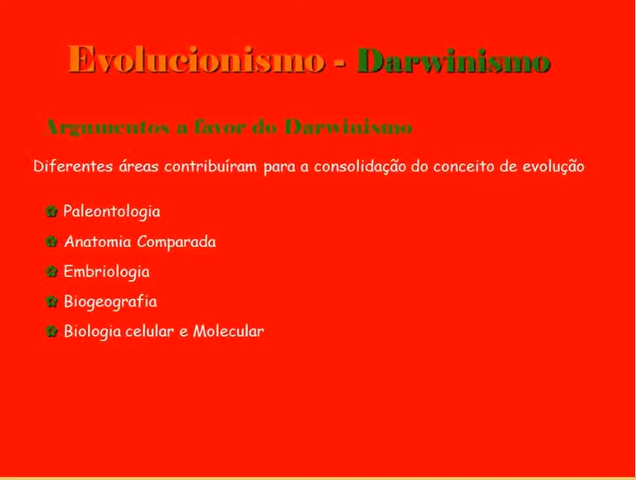 Evolucionismo - Darwinismo
Argumentos a favor do Darwinismo
Diferentes áreas contribuíram para a consolidação do conceito de evolução
Paleontologia
Anatomia Comparada
Embriologia
Biogeografia
Biologia celular e Molecular